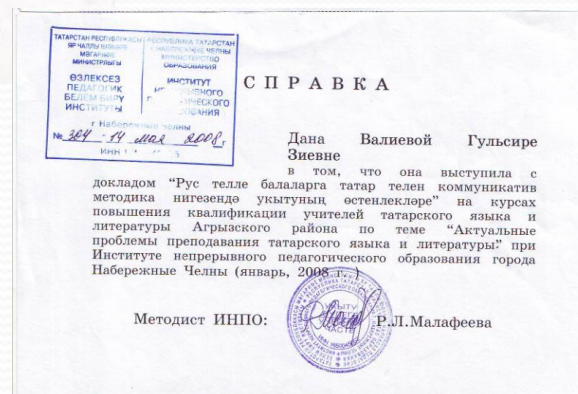 ТАТАРСТАН РЕСПУБЛИКАСЫ
ЯР ЧАЛЛЫ
МӘГАРИФ
МИНИСТРЛЫГЫ
ӨЗЛЕКСЕЗ
ПЕДАГОГИК
БЕЛЕМ БИРҮ
ИНСТИТУТЫ
РЕСПУБЛИКА ТАТАРСТАН
НАБЕРЕЖНЫЕ ЧЕЛНЫ
МИНИСТЕРСТВО
ОБРАЗОВАНИЯ
ИНСТИТУТ
г Набережные Челны
№ 304 - 14 мая 2008 г
ИНН
СПРАВКА
Дана Валиевой Гульсире
Зиевне
в том, что она выступила с
докладом “Рус телле балаларга татар телен коммуникатив
методика нигезендә укытуның өстенлекләре” на курсах
повышения квалификации учителей татарского языка и
литературы Агрызского района по теме “Актуальные
проблемы преподавания татарского языка и литературы” при
Институте непрерывного педагогического образования города
Набережные Челны (январь, 2008 г. )
Методист ИНПО: Р.Л.Малафеева